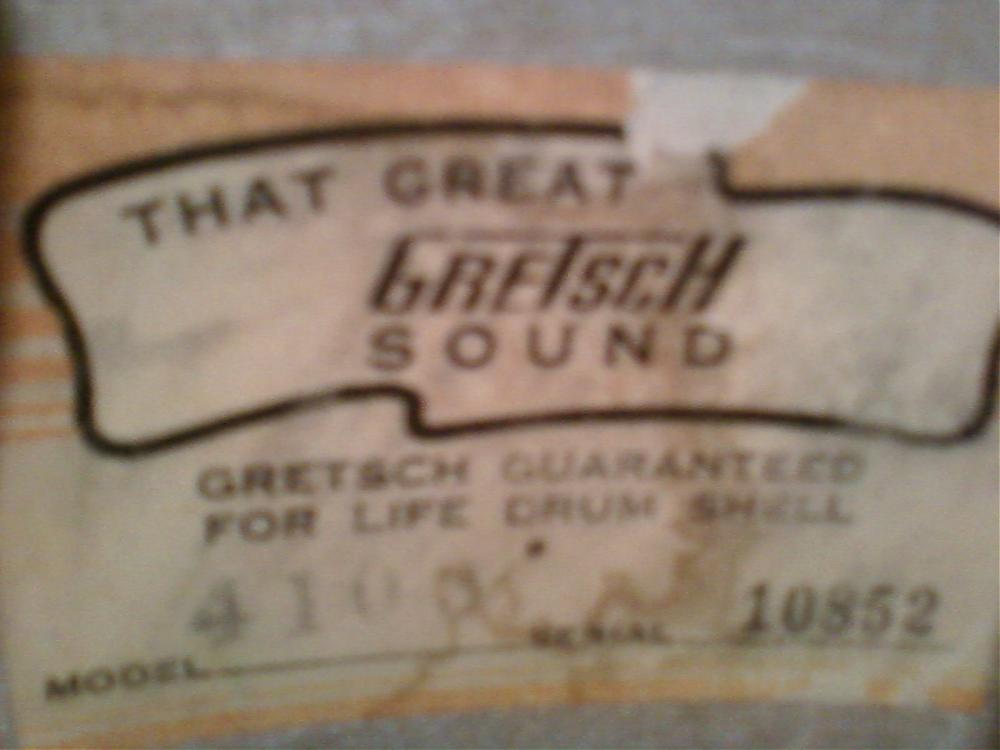 THAT GREAT
GRETSCH
SOUND
GRETSCH GUARANTEED
FOR LIFE DRUM SHELL
MODEL SERIAL 10852